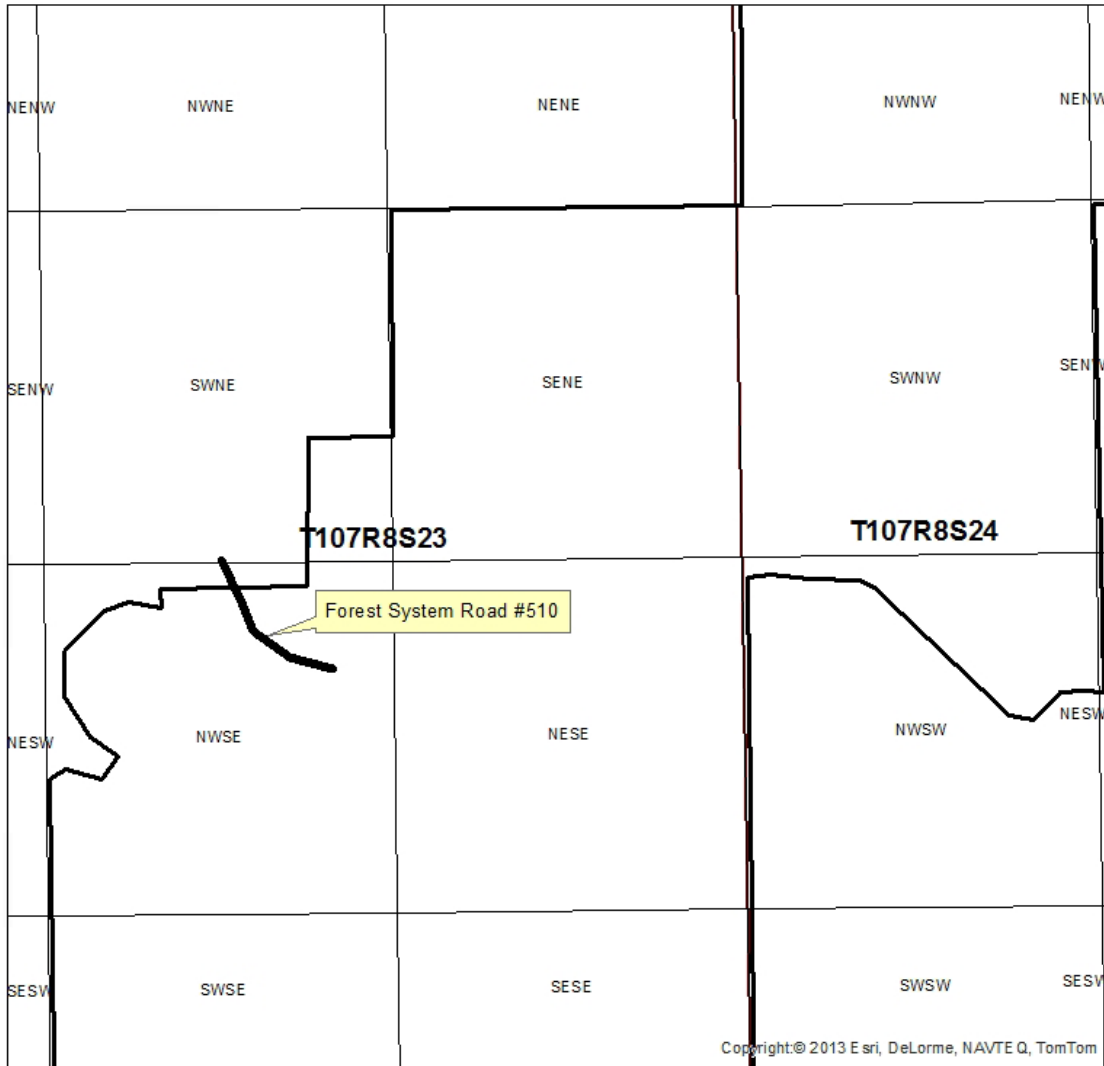 NENW
NWNE
NENE
NWNW
NENW
SENW
SWNE
SENE
SWNW
SENW
T107R8S23
T107R8S24
Forest System Road #510
NESW
NWSE
NESE
NWSW
NESW
SESW
SWSE
SESE
SWSW
SESW
Copyright:© 2013 Esri, DeLorme, NAVTEQ, TomTom